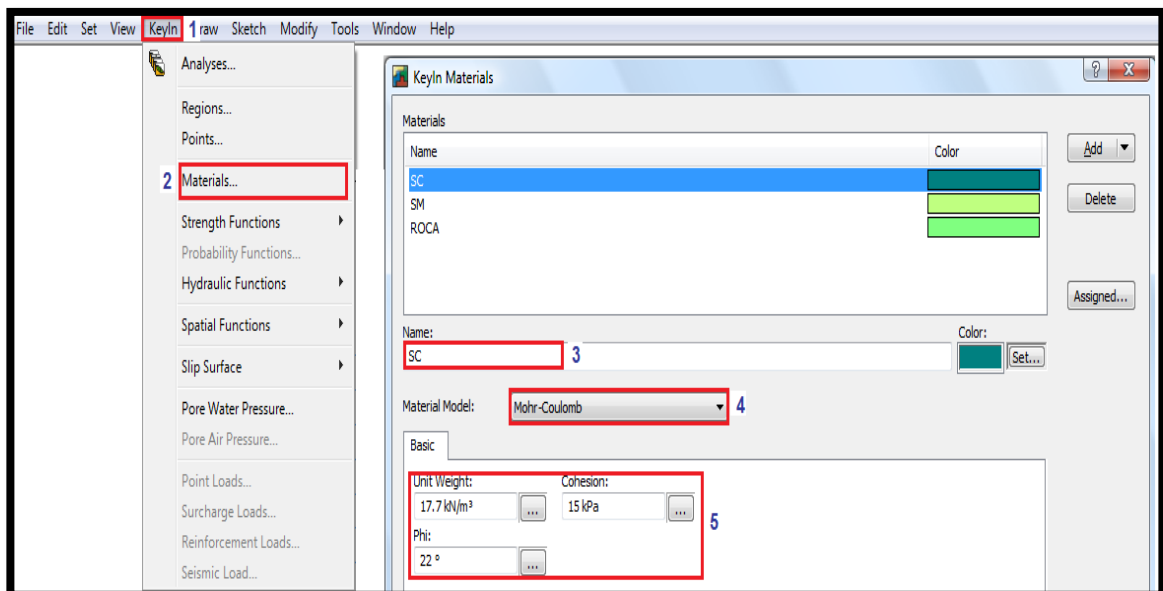 File Edit Set View KeyIn 1 raw Sketch Modify Tools Window Help
Analyses...
Regions...
Points...
2 Materials...
Strength Functions
Probability Functions...
Hydraulic Functions
Spatial Functions
Slip Surface
Pore Water Pressure...
Pore Air Pressure...
Point Loads...
Surcharge Loads...
Reinforcement Loads...
Seismic Load...
KeyIn Materials
? X
Materials
Name Color
SC
SM
ROCA
Add
Delete
Assigned...
Name: Color:
SC 3 Set...
Material Model: Mohr-Coulomb 4
Basic
Unit Weight: Cohesion:
17.7 kN/m³ ... 15 kPa ...
5
Phi:
22 º ...